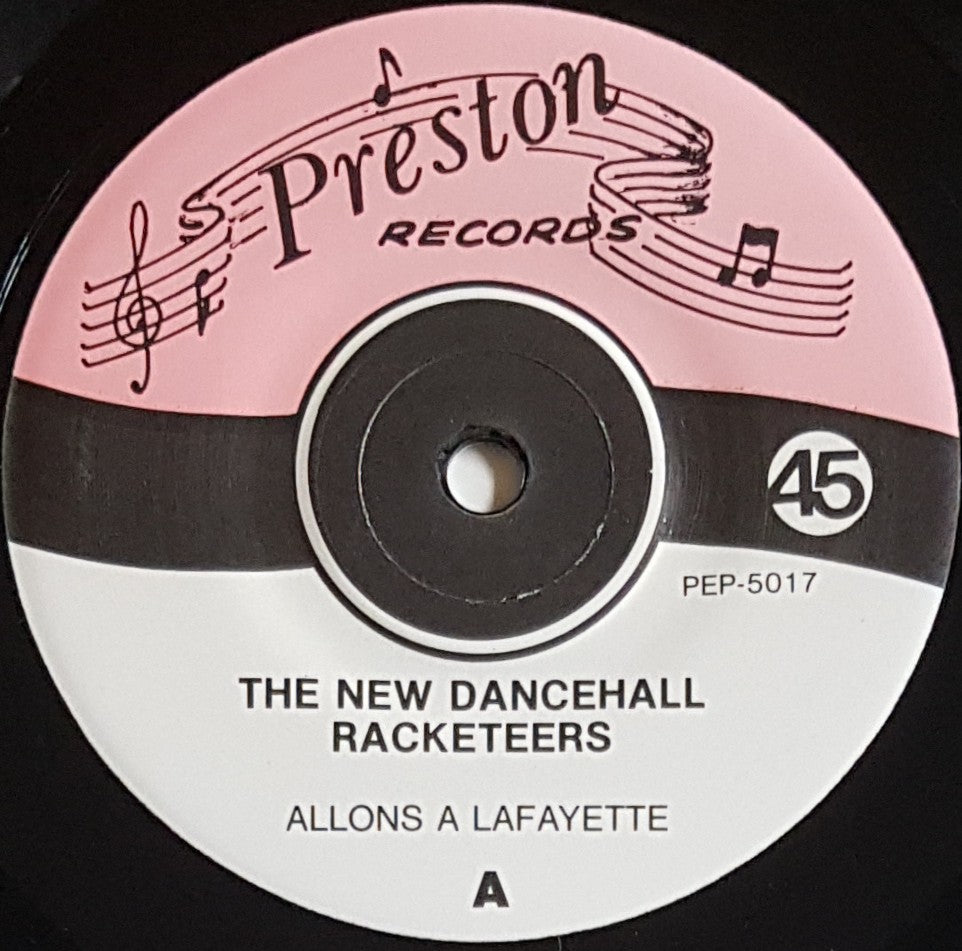 Preston
RECORDS
45
PEP-5017
THE NEW DANCEHALL
RACKETEERS
ALLONS A LAFAYETTE
A